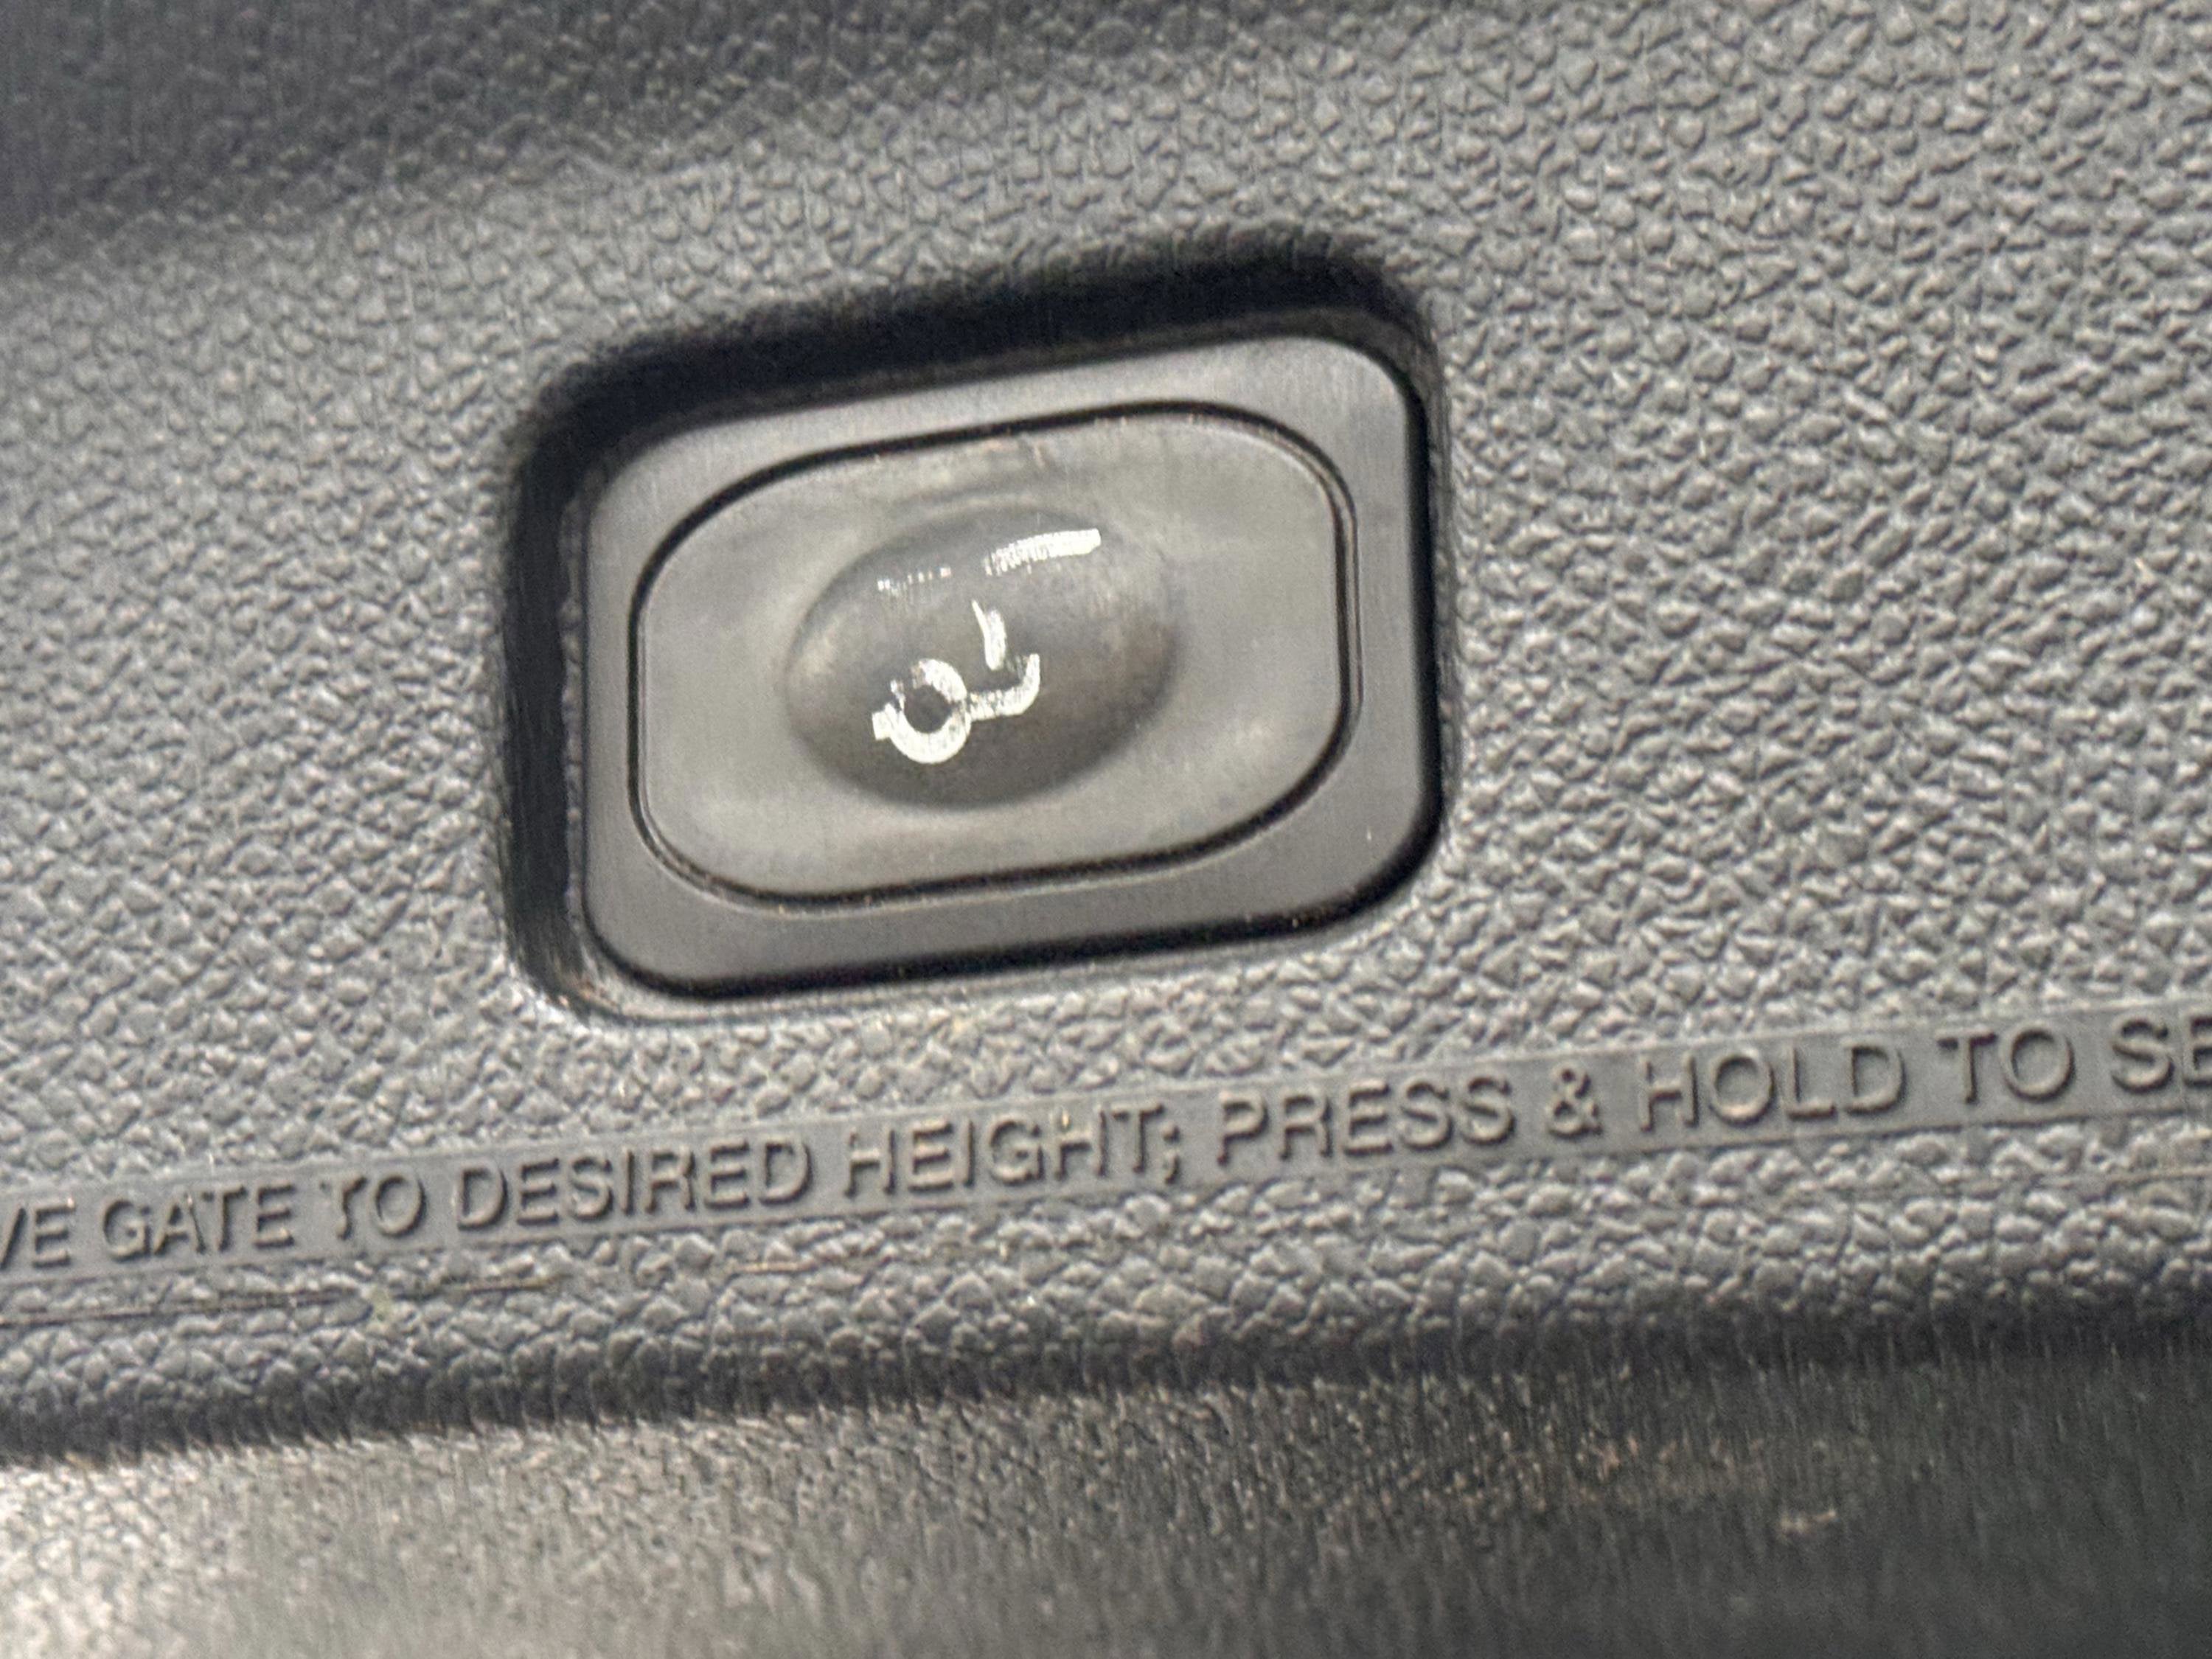 GATE TO DESIRED HEIGHT; PRESS & HOLD TO